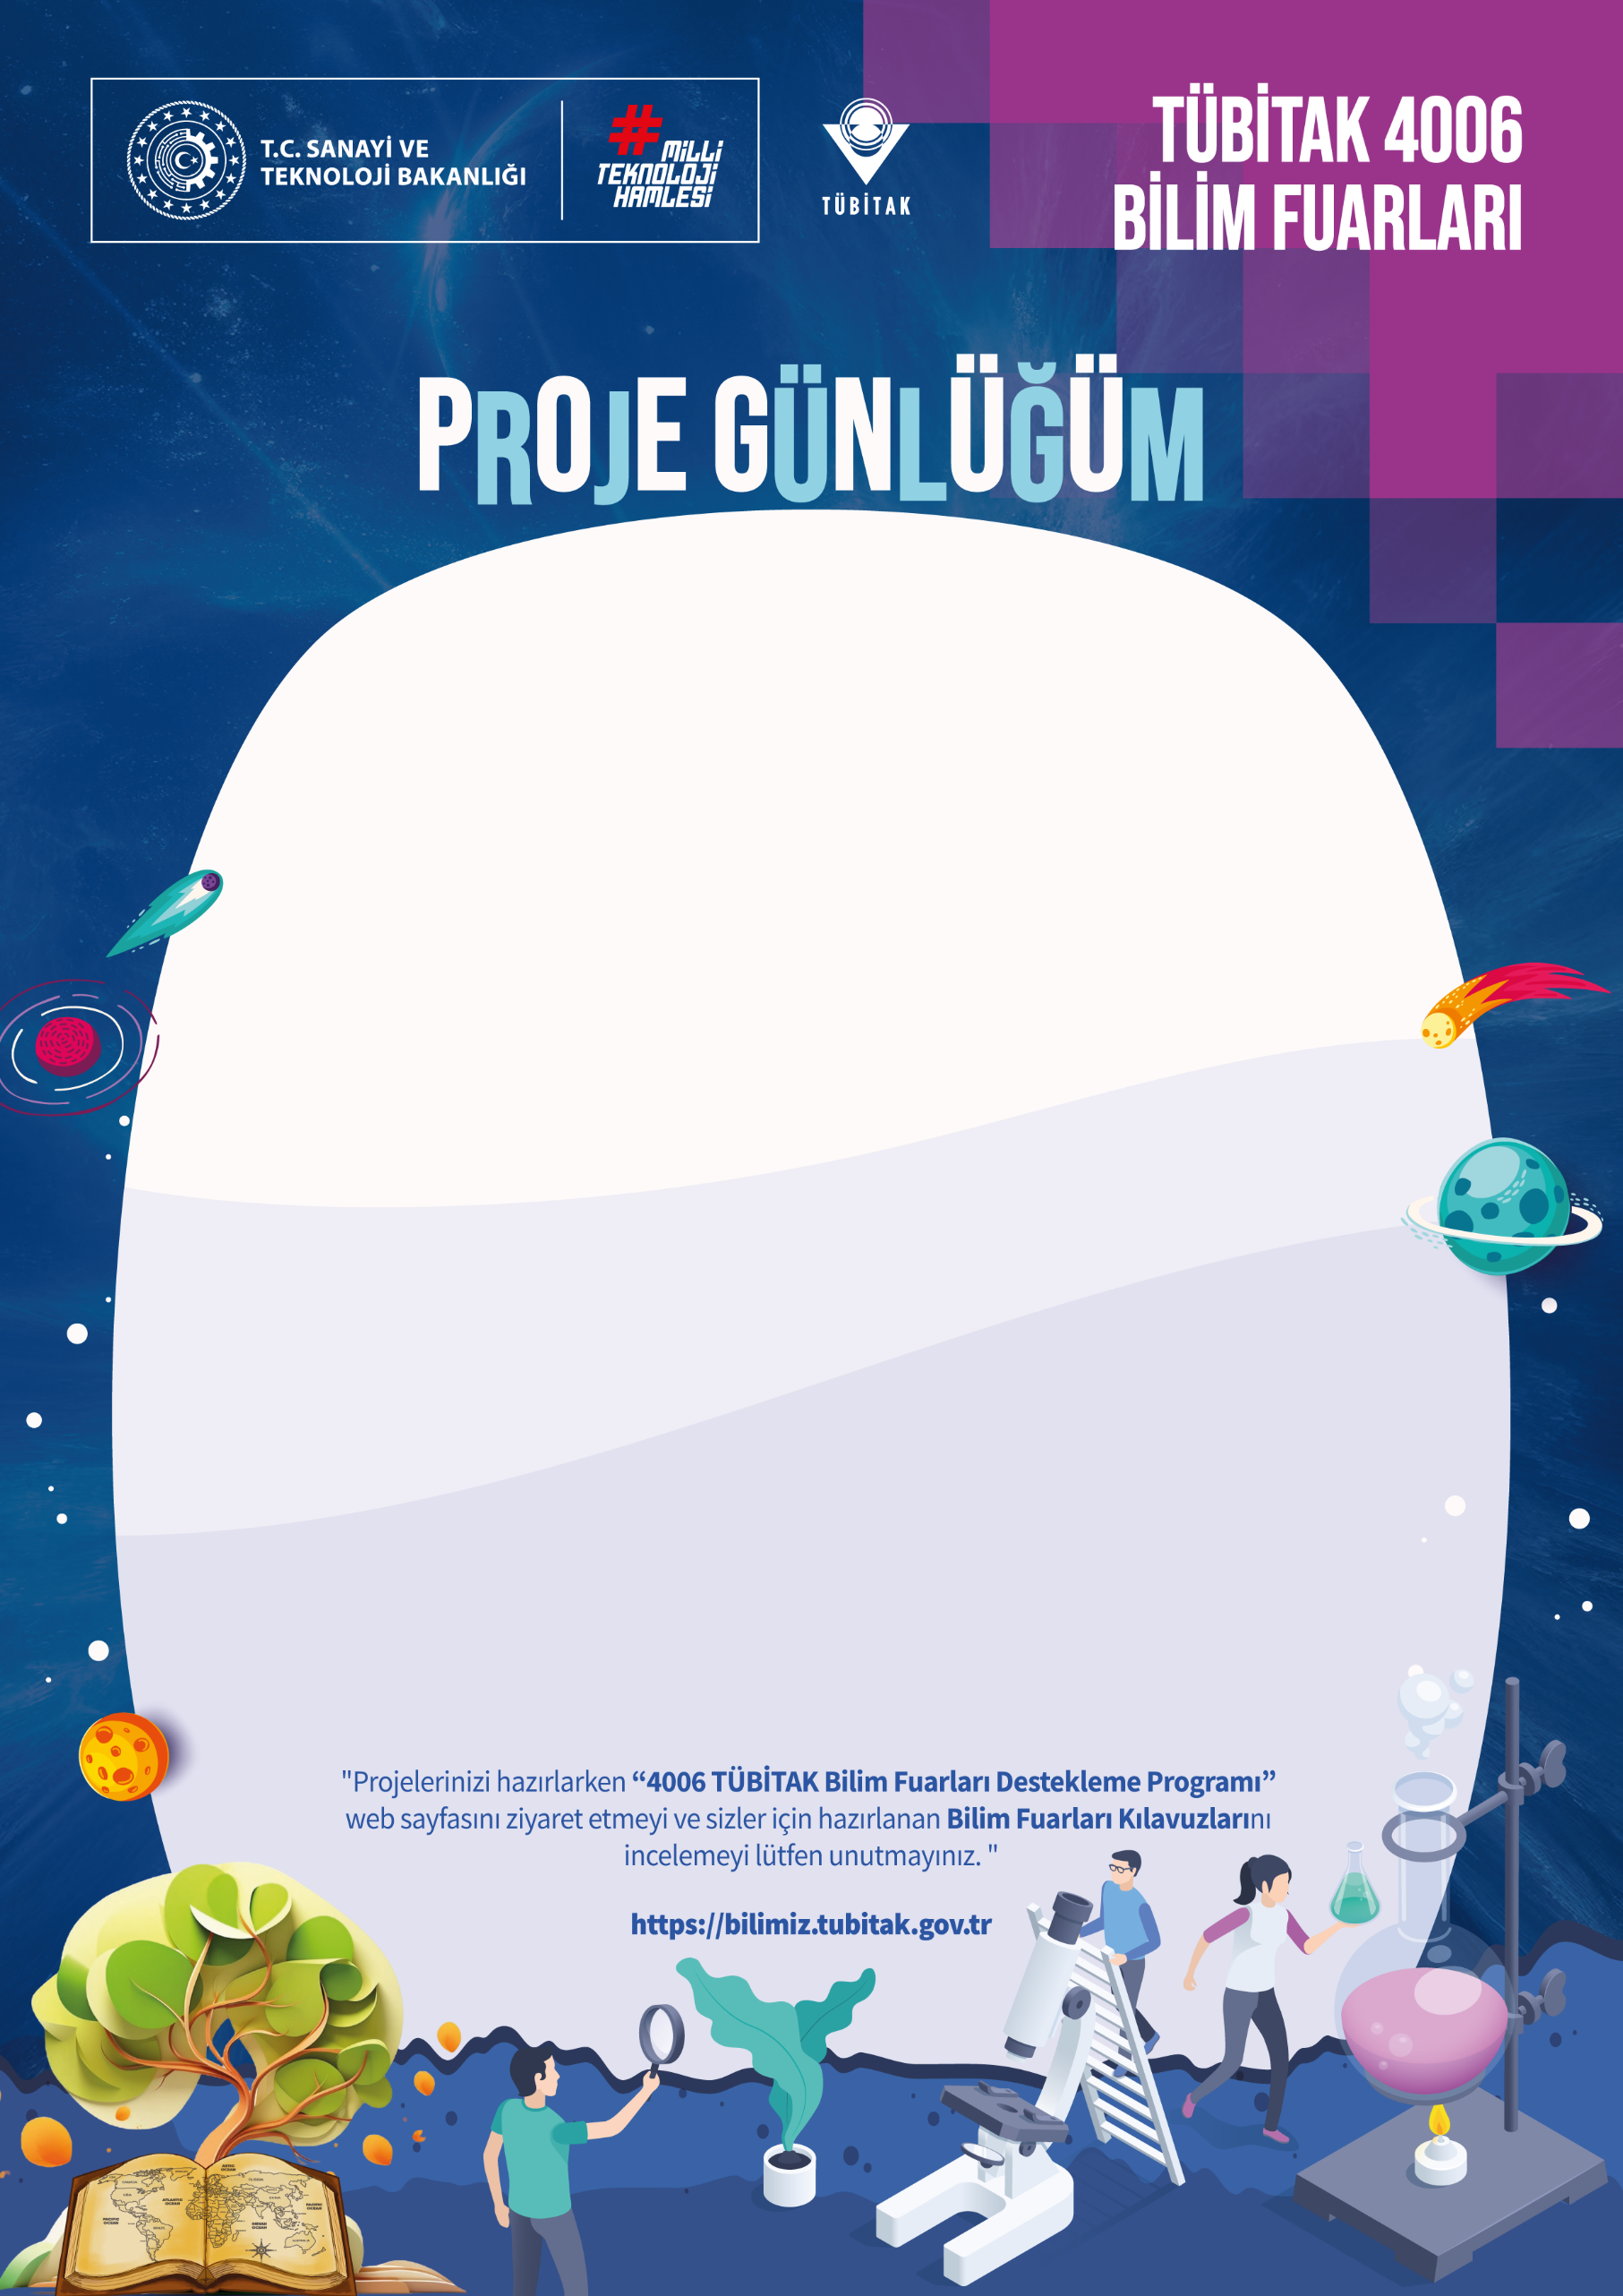 T.C. SANAYİ VE
TEKNOLOJİ BAKANLIĞI
#MİLLİ
TEKNOLOJİ
HAMLESİ
TÜBİTAK
TÜBİTAK 4006
BİLİM FUARLARI
PROJE GÜNLÜĞÜM
"Projelerinizi hazırlarken “4006 TÜBİTAK Bilim Fuarları Destekleme Programı”
web sayfasını ziyaret etmeyi ve sizler için hazırlanan Bilim Fuarları Kılavuzlarını
incelemeyi lütfen unutmayınız. "
https://bilimiz.tubitak.gov.tr